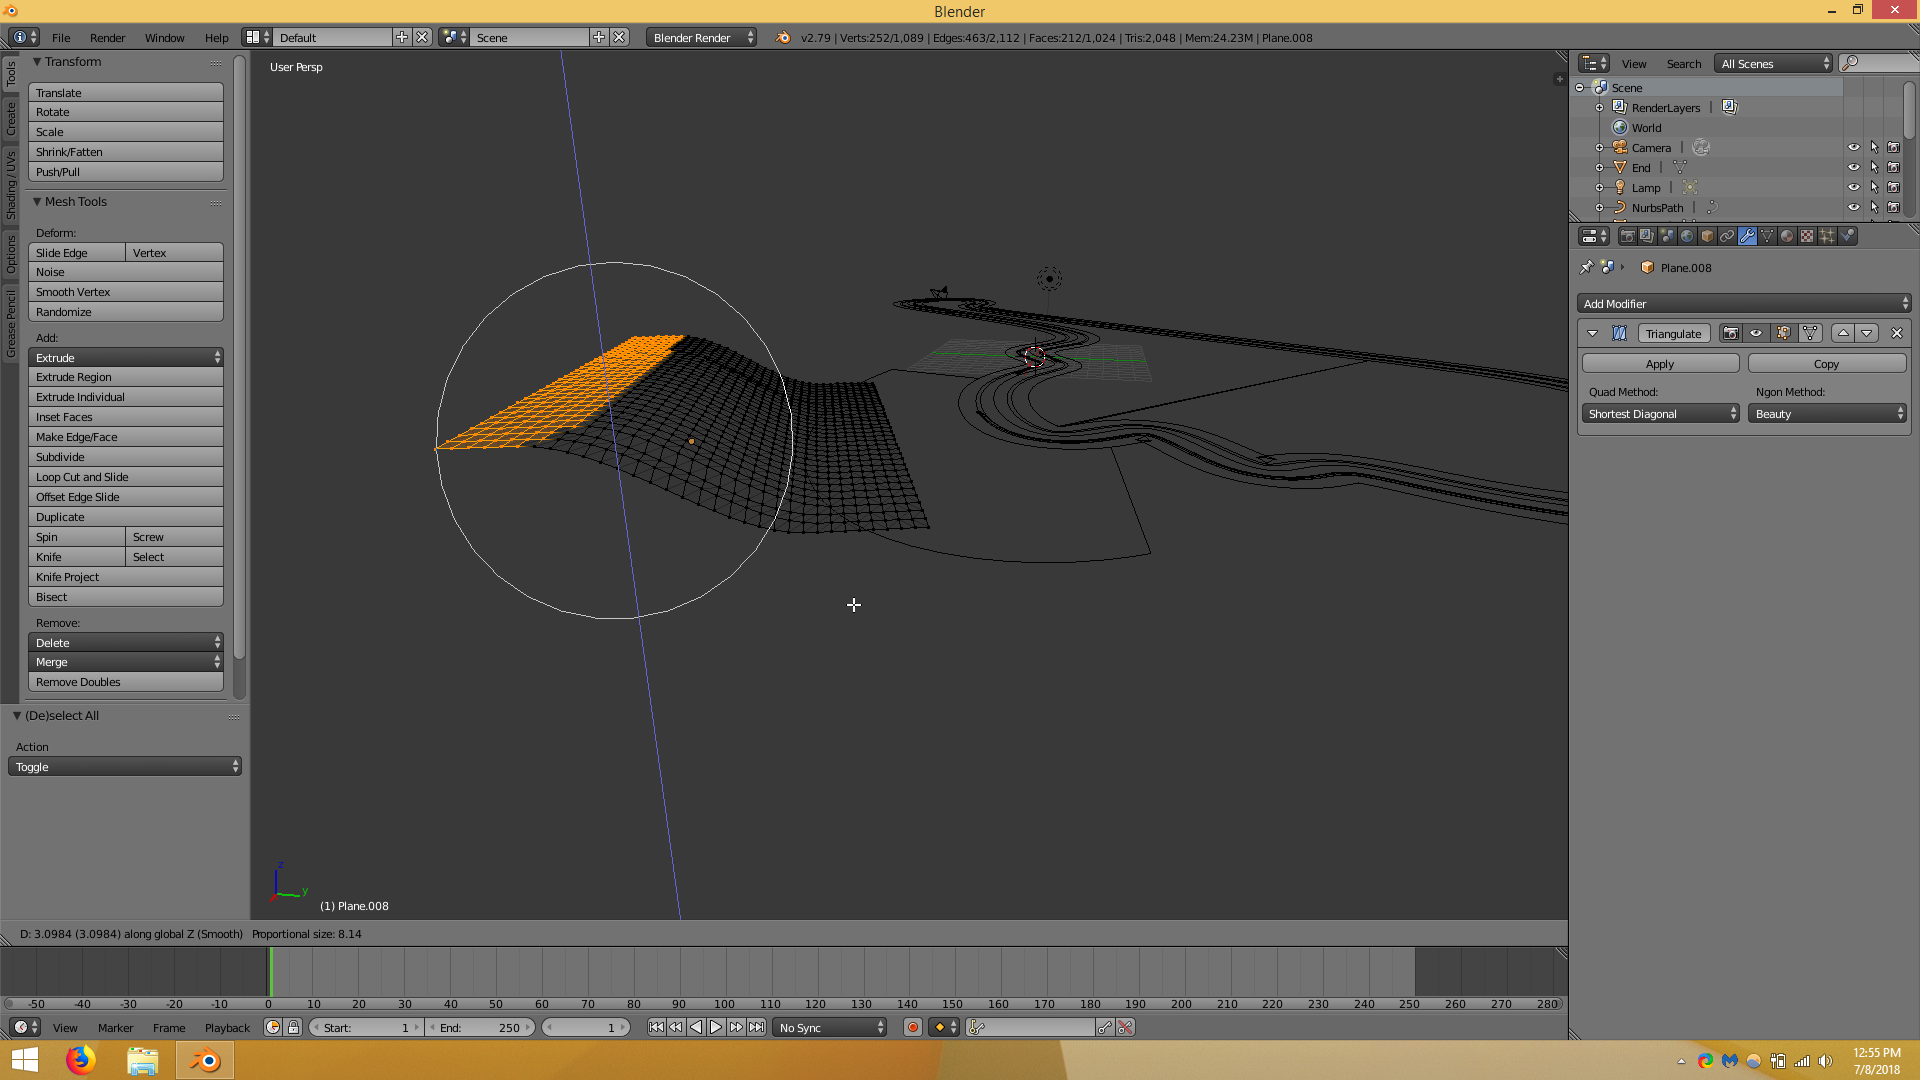 Blender
File Render Window Help Default Scene Blender Render v2.79 | Verts:252/1,089 | Edges:463/2,112 | Faces:212/1,024 | Tris:2,048 | Mem:24.23M | Plane.008
Tools
Create
Shading / UVs
Options
Grease Pencil
Transform
Translate
Rotate
Scale
Shrink/Fatten
Push/Pull
Mesh Tools
Deform:
Slide Edge Vertex
Noise
Smooth Vertex
Randomize
Add:
Extrude
Extrude Region
Extrude Individual
Inset Faces
Make Edge/Face
Subdivide
Loop Cut and Slide
Offset Edge Slide
Duplicate
Spin Screw
Knife Select
Knife Project
Bisect
Remove:
Delete
Merge
Remove Doubles
(De)select All
Action
Toggle
User Persp
z
y
(1) Plane.008
View Search All Scenes
Scene
RenderLayers |
World
Camera |
End |
Lamp |
NurbsPath |
Plane.008
Add Modifier
Triangulate
Apply Copy
Quad Method: Ngon Method:
Shortest Diagonal Beauty
D: 3.0984 (3.0984) along global Z (Smooth) Proportional size: 8.14
-50 -40 -30 -20 -10 0 10 20 30 40 50 60 70 80 90 100 110 120 130 140 150 160 170 180 190 200 210 220 230 240 250 260 270 280
View Marker Frame Playback Start: 1 End: 250 1 No Sync
12:55 PM
7/8/2018